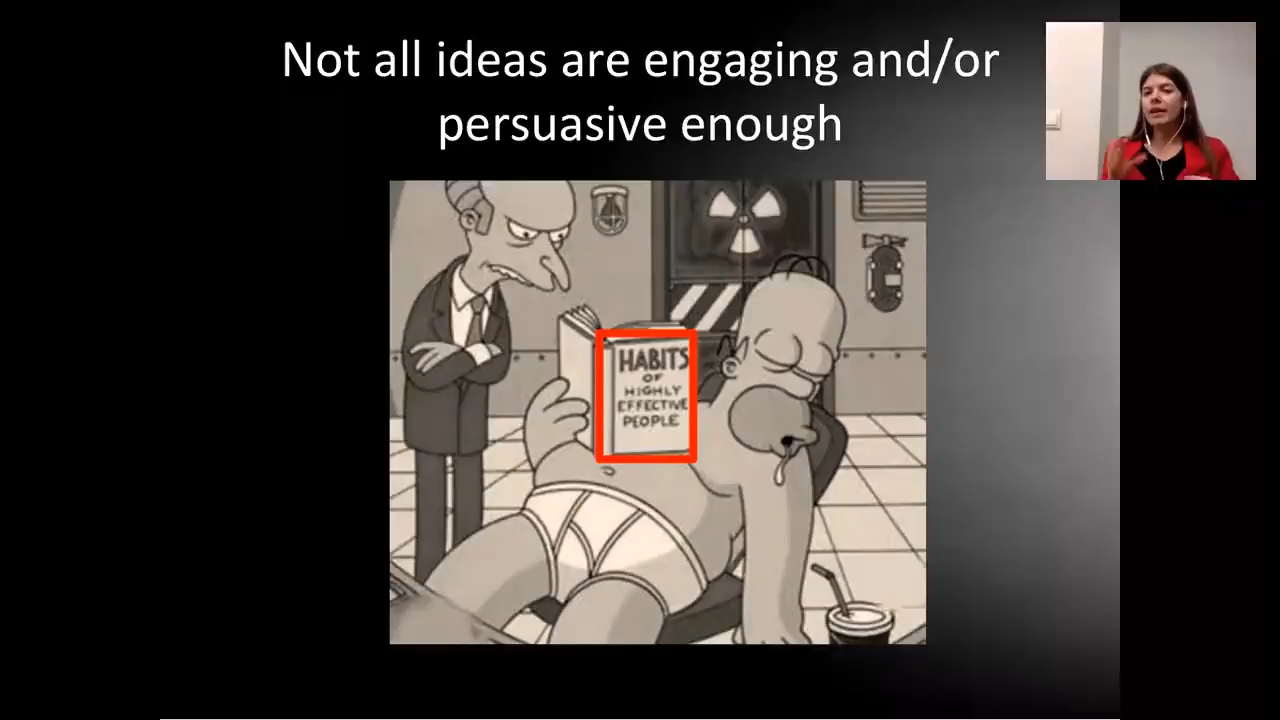 Not all ideas are engaging and/or
persuasive enough
HABITS
OF
HIGHLY
EFFECTIVE
PEOPLE